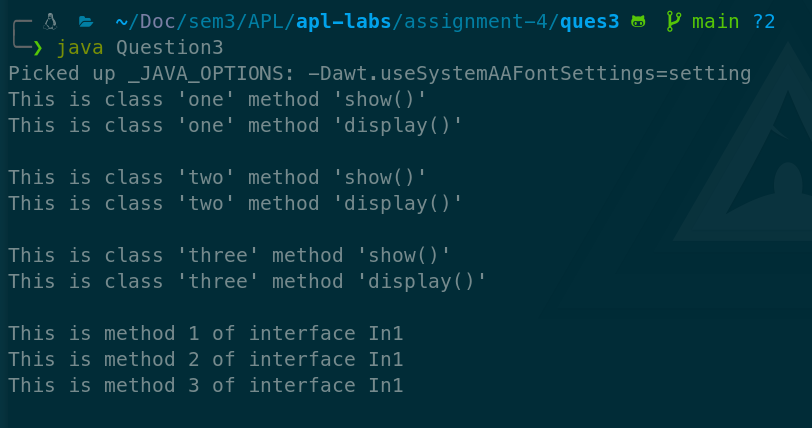 ~/Doc/sem3/APL/apl-labs/assignment-4/ques3 main ?2
❯ java Question3
Picked up _JAVA_OPTIONS: -Dawt.useSystemAAFontSettings=setting
This is class 'one' method 'show()'
This is class 'one' method 'display()'
This is class 'two' method 'show()'
This is class 'two' method 'display()'
This is class 'three' method 'show()'
This is class 'three' method 'display()'
This is method 1 of interface In1
This is method 2 of interface In1
This is method 3 of interface In1